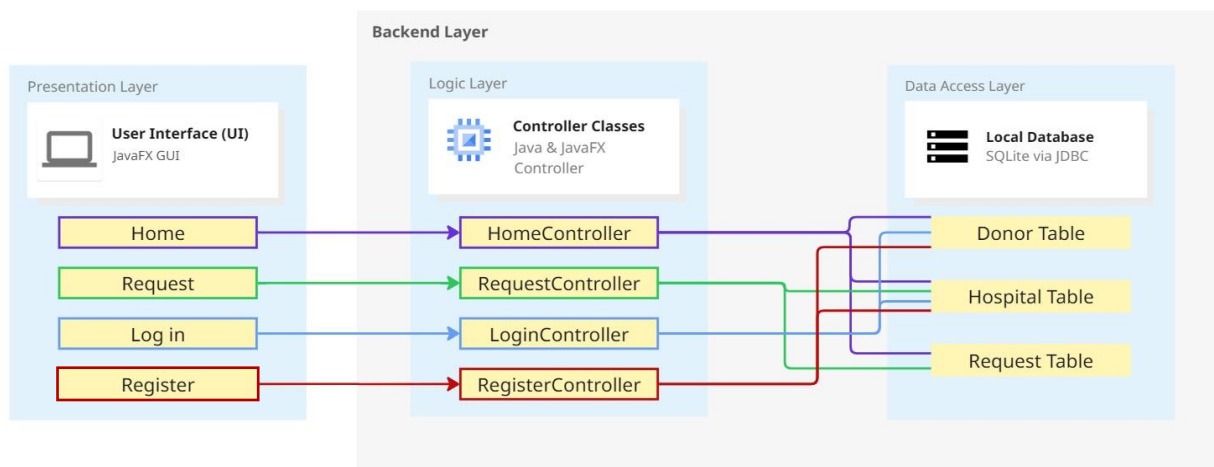 Backend Layer
Presentation Layer
User Interface (UI)
JavaFX GUI
Home
Request
Log in
Register
Logic Layer
Controller Classes
Java & JavaFX
Controller
HomeController
RequestController
LoginController
RegisterController
Data Access Layer
Local Database
SQLite via JDBC
Donor Table
Hospital Table
Request Table